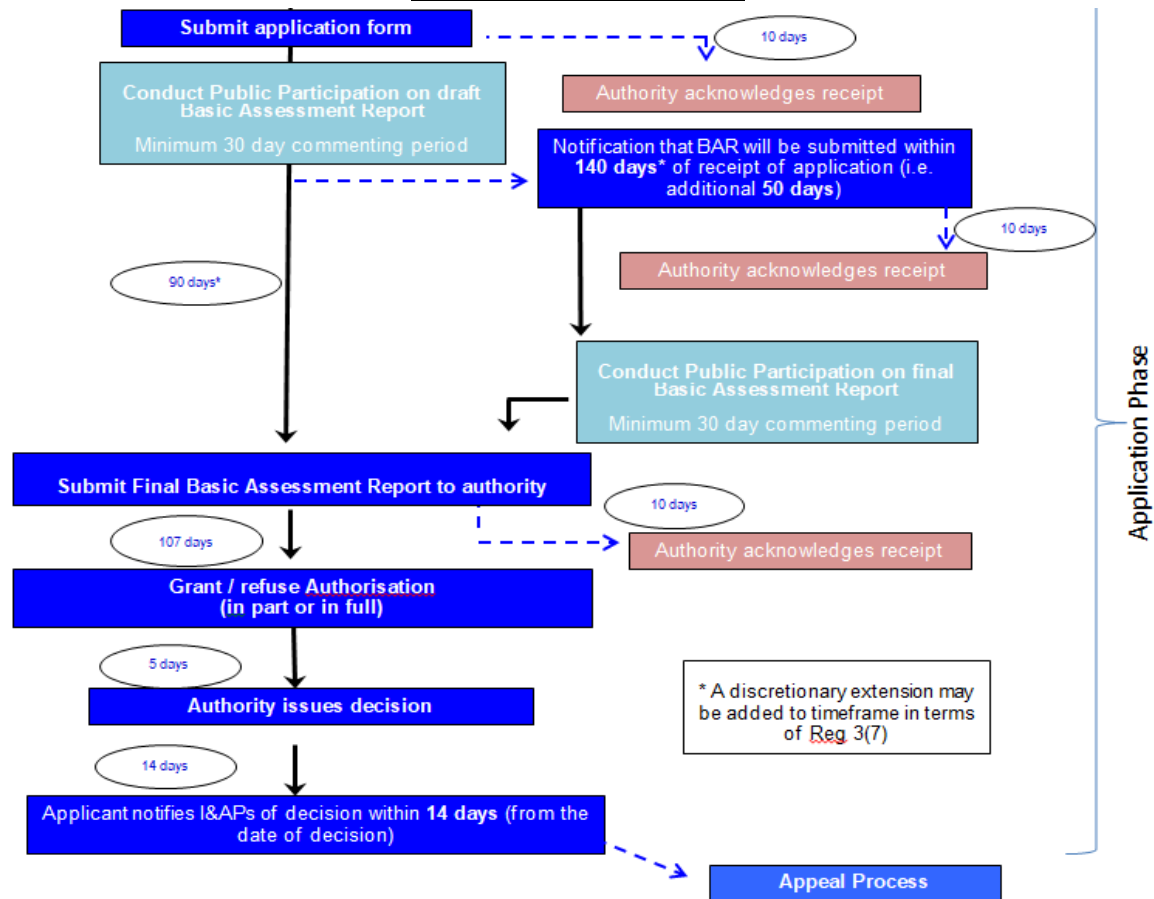 Submit application form
10 days
Conduct Public Participation on draft
Basic Assessment Report
Minimum 30 day commenting period
Authority acknowledges receipt
Notification that BAR will be submitted within
140 days* of receipt of application (i.e.
additional 50 days)
10 days
Authority acknowledges receipt
90 days*
Conduct Public Participation on final
Basic Assessment Report
Minimum 30 day commenting period
Submit Final Basic Assessment Report to authority
10 days
Authority acknowledges receipt
107 days
Grant / refuse Authorisation
(in part or in full)
5 days
Authority issues decision
* A discretionary extension may
be added to timeframe in terms
of Reg 3(7)
14 days
Applicant notifies I&APs of decision within 14 days (from the
date of decision)
Appeal Process
Application Phase